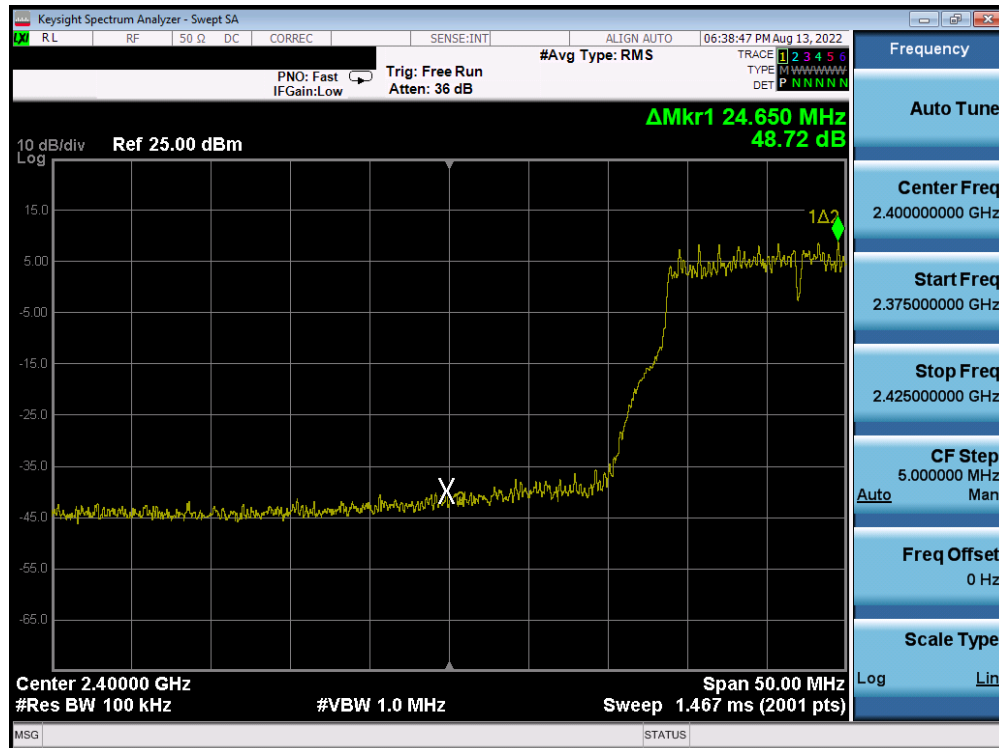 Keysight Spectrum Analyzer - Swept SA
LXI RL RF 50 Ω DC CORREC SENSE:INT ALIGN AUTO 06:38:47 PM Aug 13, 2022
#Avg Type: RMS TRACE 1 2 3 4 5 6
PNO: Fast Trig: Free Run TYPE M WWWWW
IFGain:Low Atten: 36 dB DET P N N N N N
ΔMkr1 24.650 MHz
48.72 dB
10 dB/div Ref 25.00 dBm
Log
15.0
1Δ2
5.00
-5.00
-15.0
-25.0
-35.0
-45.0
-55.0
-65.0
Center 2.40000 GHz Span 50.00 MHz
#Res BW 100 kHz #VBW 1.0 MHz Sweep 1.467 ms (2001 pts)
MSG STATUS
Frequency
Auto Tune
Center Freq
2.400000000 GHz
Start Freq
2.375000000 GHz
Stop Freq
2.425000000 GHz
CF Step
5.000000 MHz
Auto Man
Freq Offset
0 Hz
Scale Type
Log Lin